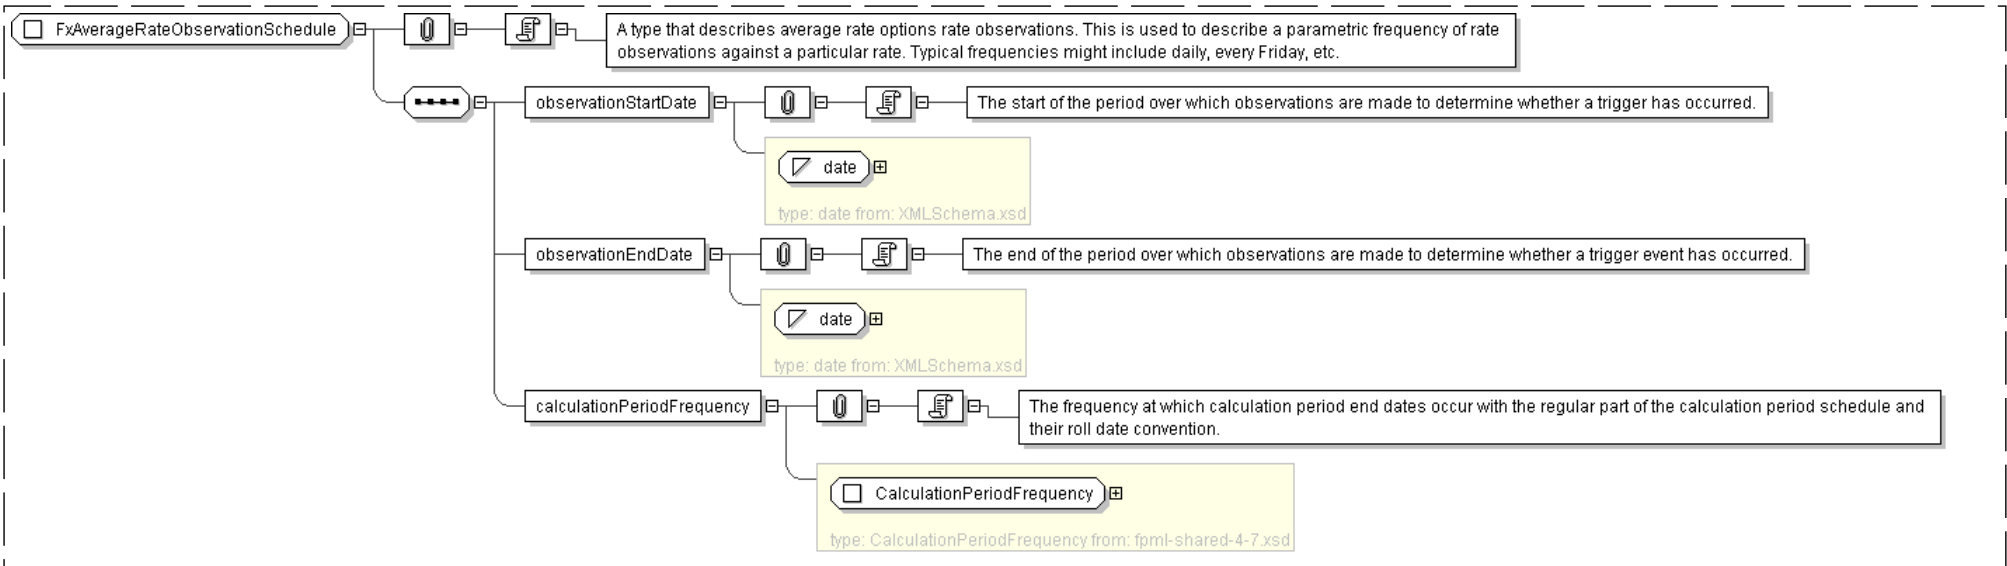 FxAverageRateObservationSchedule
A type that describes average rate options rate observations. This is used to describe a parametric frequency of rate
observations against a particular rate. Typical frequencies might include daily, every Friday, etc.
observationStartDate
The start of the period over which observations are made to determine whether a trigger has occurred.
date
type: date from: XMLSchema.xsd
observationEndDate
The end of the period over which observations are made to determine whether a trigger event has occurred.
date
type: date from: XMLSchema.xsd
calculationPeriodFrequency
The frequency at which calculation period end dates occur with the regular part of the calculation period schedule and
their roll date convention.
CalculationPeriodFrequency
type: CalculationPeriodFrequency from: fpml-shared-4-7.xsd